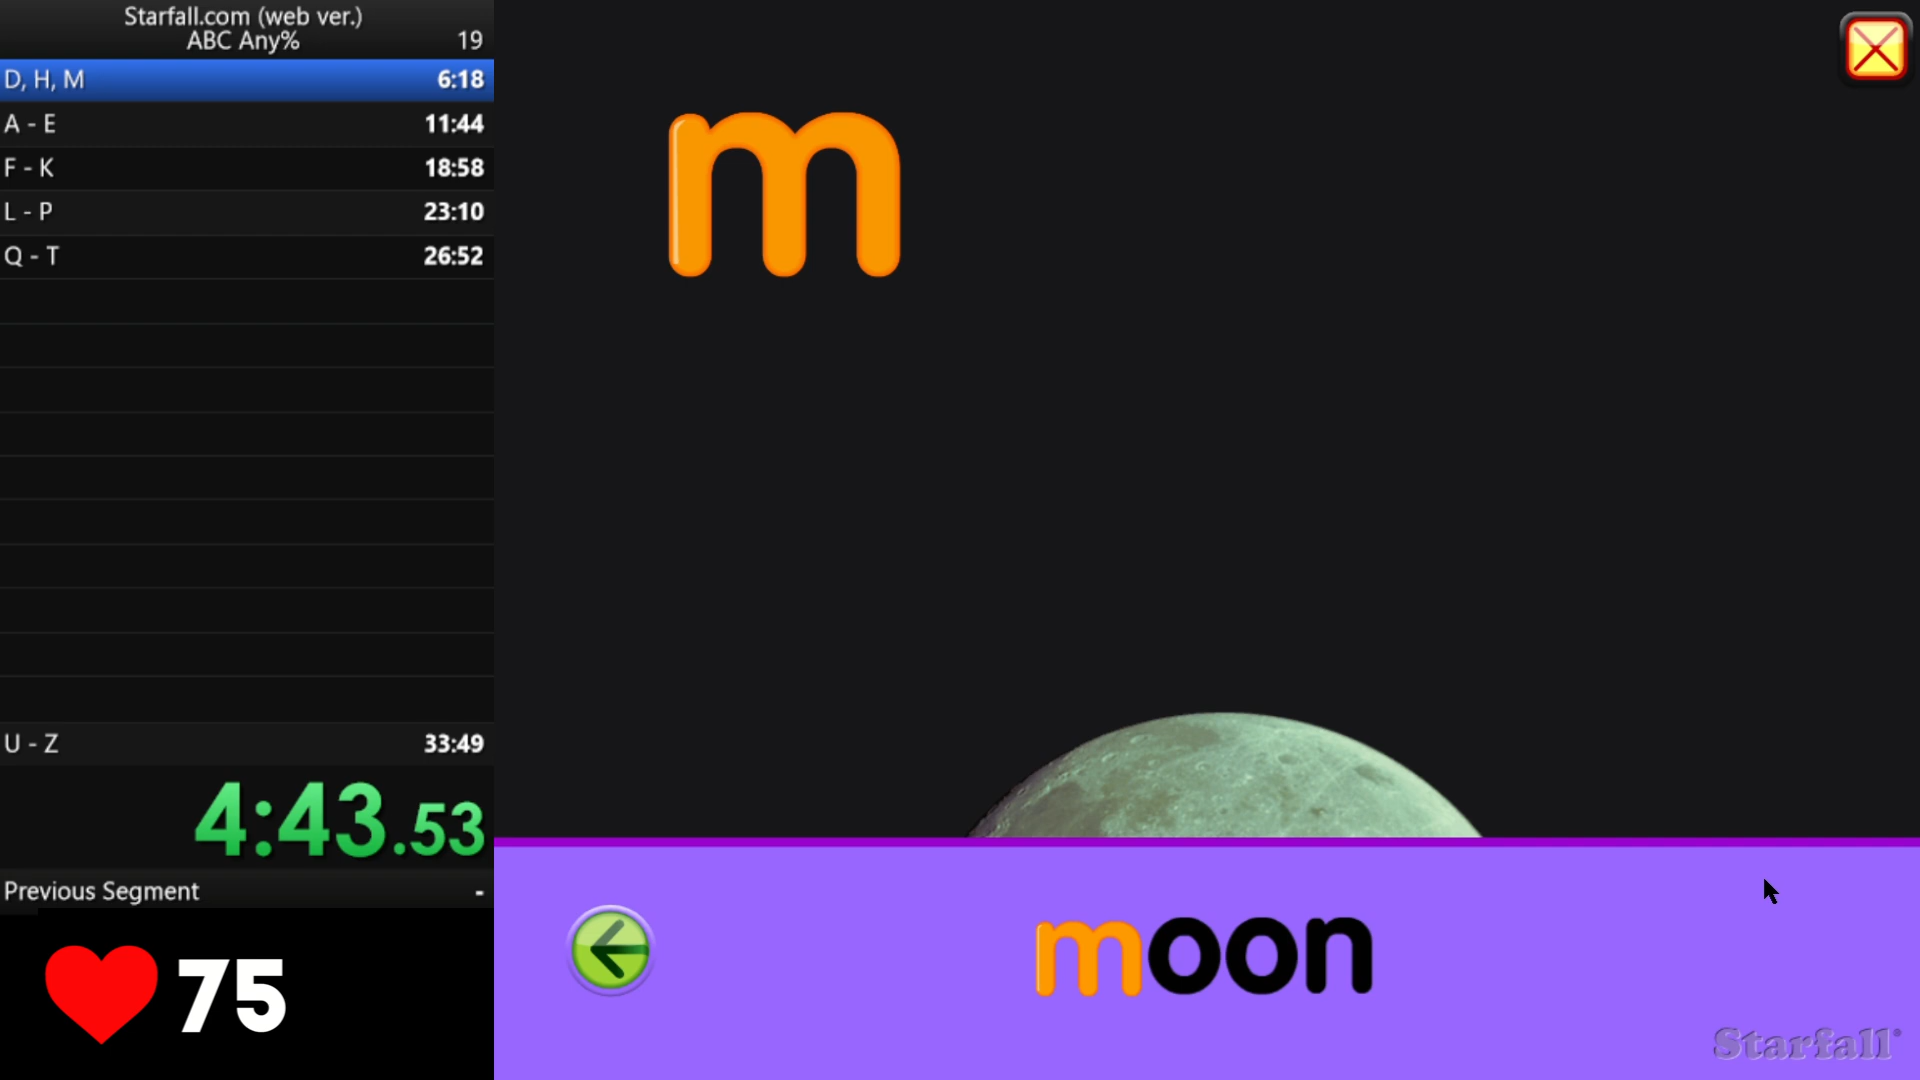 Starfall.com (web ver.)
ABC Any% 19
D, H, M 6:18
A - E 11:44
F - K 18:58
L - P 23:10
Q - T 26:52
U - Z 33:49
4:43.53
Previous Segment -
75
m
moon
Starfall®